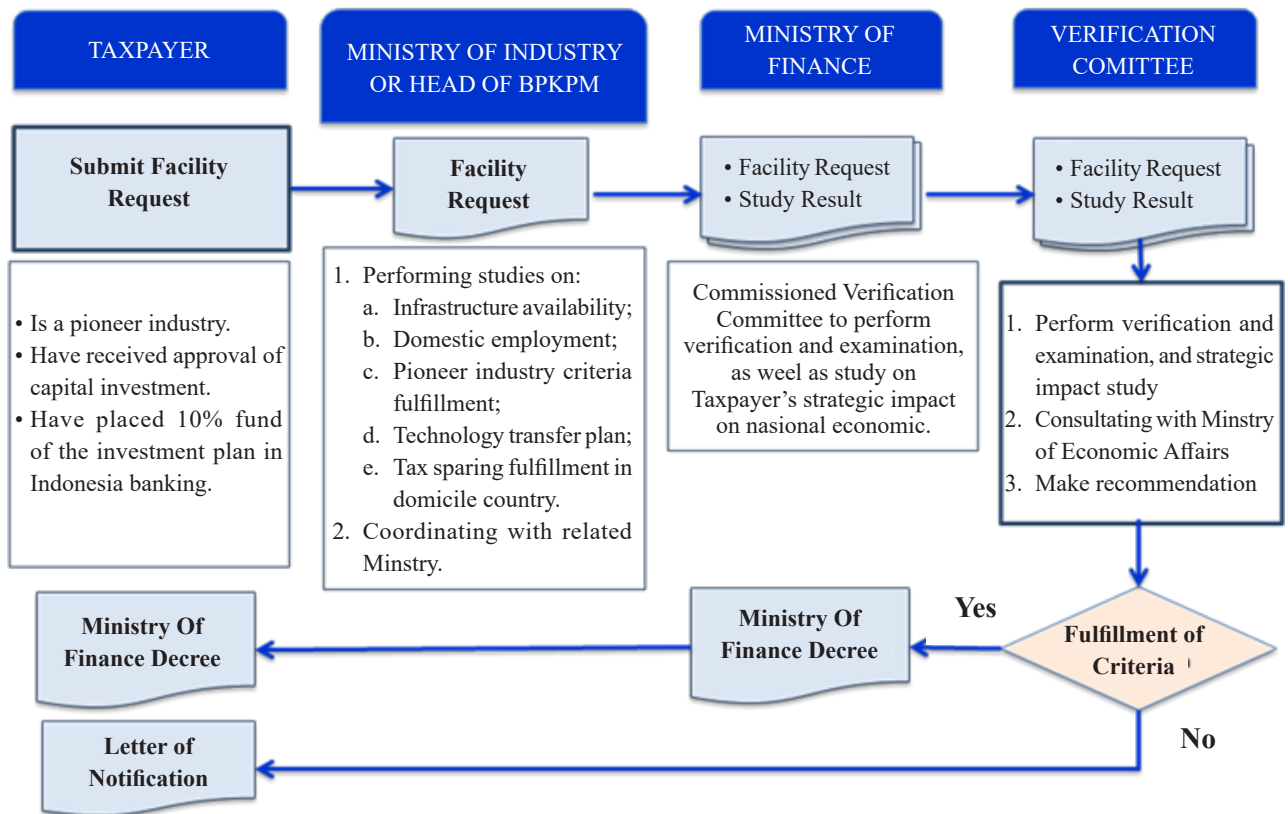 TAXPAYER
MINISTRY OF INDUSTRY
OR HEAD OF BPKPM
MINISTRY OF
FINANCE
VERIFICATION
COMITTEE
Submit Facility
Request
Facility
Request
• Facility Request
• Study Result
• Facility Request
• Study Result
• Is a pioneer industry.
• Have received approval of
capital investment.
• Have placed 10% fund
of the investment plan in
Indonesia banking.
1. Performing studies on:
a. Infrastructure availability;
b. Domestic employment;
c. Pioneer industry criteria
fulfillment;
d. Technology transfer plan;
e. Tax sparing fulfillment in
domicile country.
2. Coordinating with related
Minstry.
Commissioned Verification
Committee to perform
verification and examination,
as weel as study on
Taxpayer’s strategic impact
on nasional economic.
1. Perform verification and
examination, and strategic
impact study
2. Consultating with Minstry
of Economic Affairs
3. Make recommendation
Ministry Of
Finance Decree
Ministry Of
Finance Decree
Yes
Fulfillment of
Criteria
No
Letter of
Notification